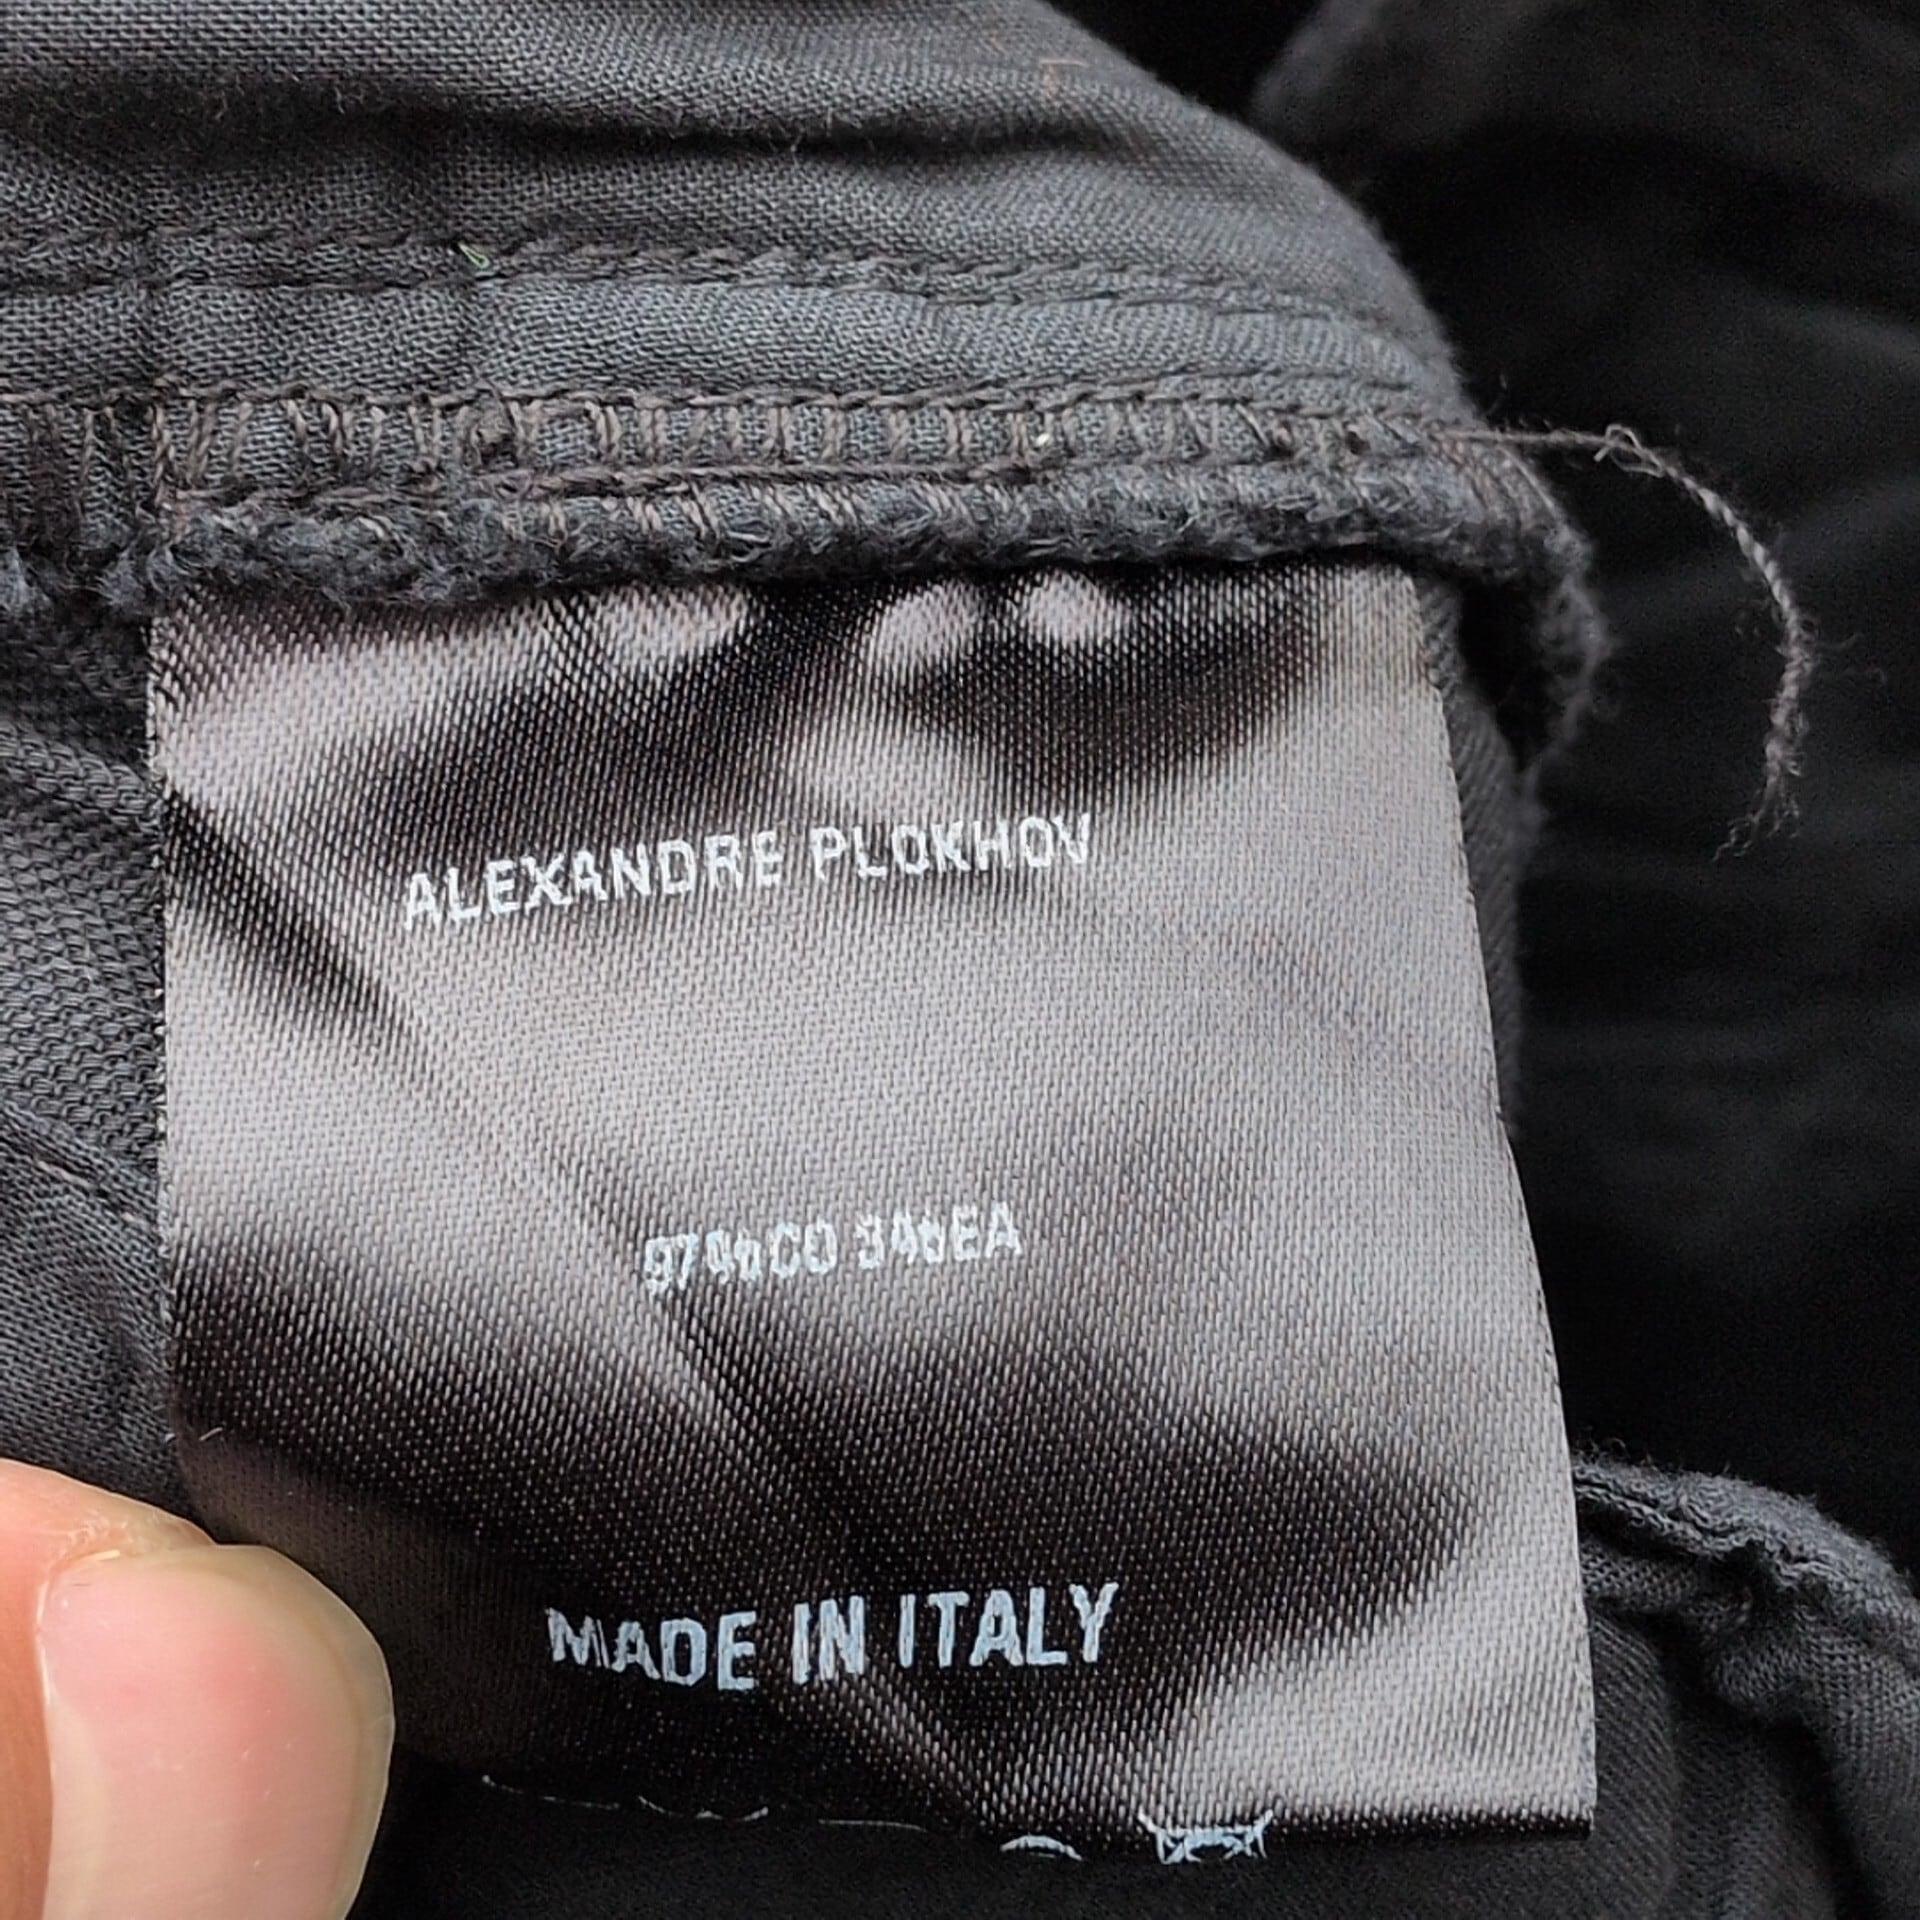 ALEXANDRE PLOKHOV
97%CO 3%EA
MADE IN ITALY